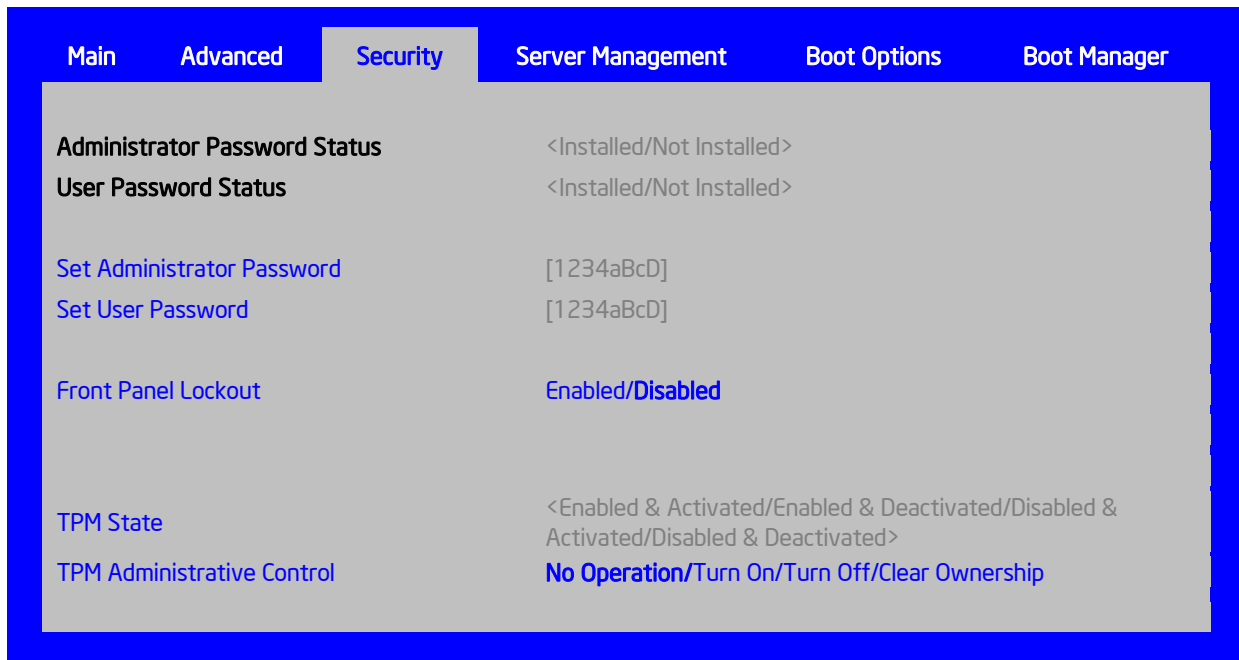 Main Advanced Security Server Management Boot Options Boot Manager
Administrator Password Status <Installed/Not Installed>
User Password Status <Installed/Not Installed>
Set Administrator Password [1234aBcD]
Set User Password [1234aBcD]
Front Panel Lockout Enabled/Disabled
TPM State <Enabled & Activated/Enabled & Deactivated/Disabled &
Activated/Disabled & Deactivated>
TPM Administrative Control No Operation/Turn On/Turn Off/Clear Ownership